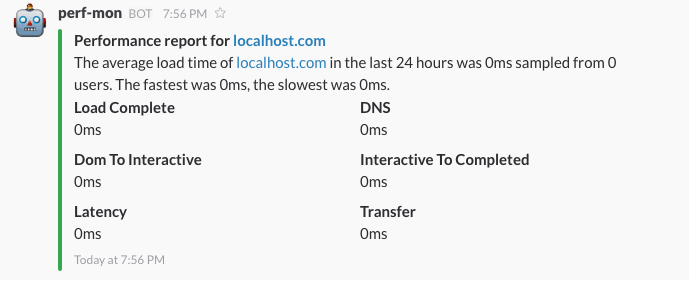 perf-mon BOT 7:56 PM
Performance report for localhost.com
The average load time of localhost.com in the last 24 hours was 0ms sampled from 0
users. The fastest was 0ms, the slowest was 0ms.
Load Complete DNS
0ms 0ms
Dom To Interactive Interactive To Completed
0ms 0ms
Latency Transfer
0ms 0ms
Today at 7:56 PM